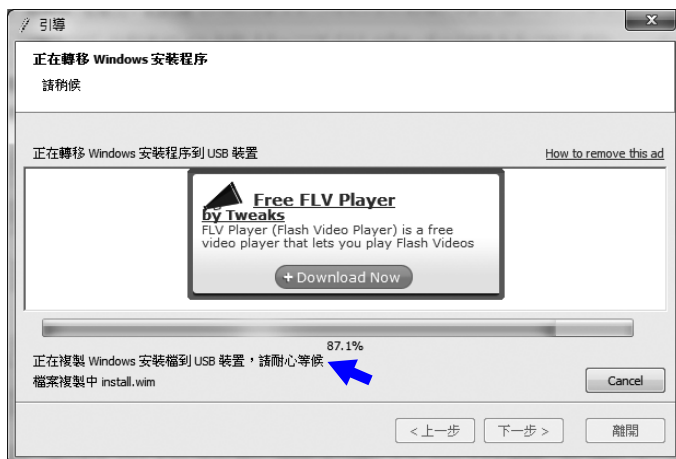 引導
正在轉移 Windows 安裝程序
請稍候
正在轉移 Windows 安裝程序到 USB 裝置
How to remove this ad
Free FLV Player
by Tweaks
FLV Player (Flash Video Player) is a free
video player that lets you play Flash Videos
+ Download Now
87.1%
正在複製 Windows 安裝檔到 USB 裝置，請耐心等候
檔案複製中 install.wim
Cancel
< 上一步
下一步 >
離開